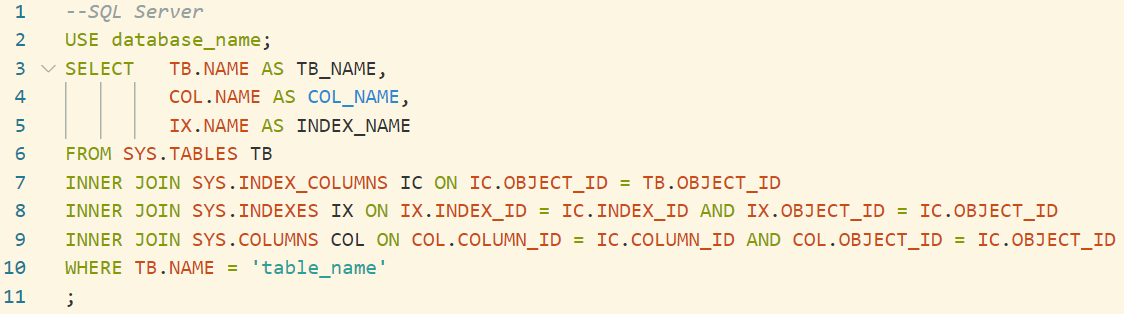 1 --SQL Server
2 USE database_name;
3 SELECT   TB.NAME AS TB_NAME,
4          COL.NAME AS COL_NAME,
5          IX.NAME AS INDEX_NAME
6 FROM SYS.TABLES TB
7 INNER JOIN SYS.INDEX_COLUMNS IC ON IC.OBJECT_ID = TB.OBJECT_ID
8 INNER JOIN SYS.INDEXES IX ON IX.INDEX_ID = IC.INDEX_ID AND IX.OBJECT_ID = IC.OBJECT_ID
9 INNER JOIN SYS.COLUMNS COL ON COL.COLUMN_ID = IC.COLUMN_ID AND COL.OBJECT_ID = IC.OBJECT_ID
10 WHERE TB.NAME = 'table_name'
11 ;